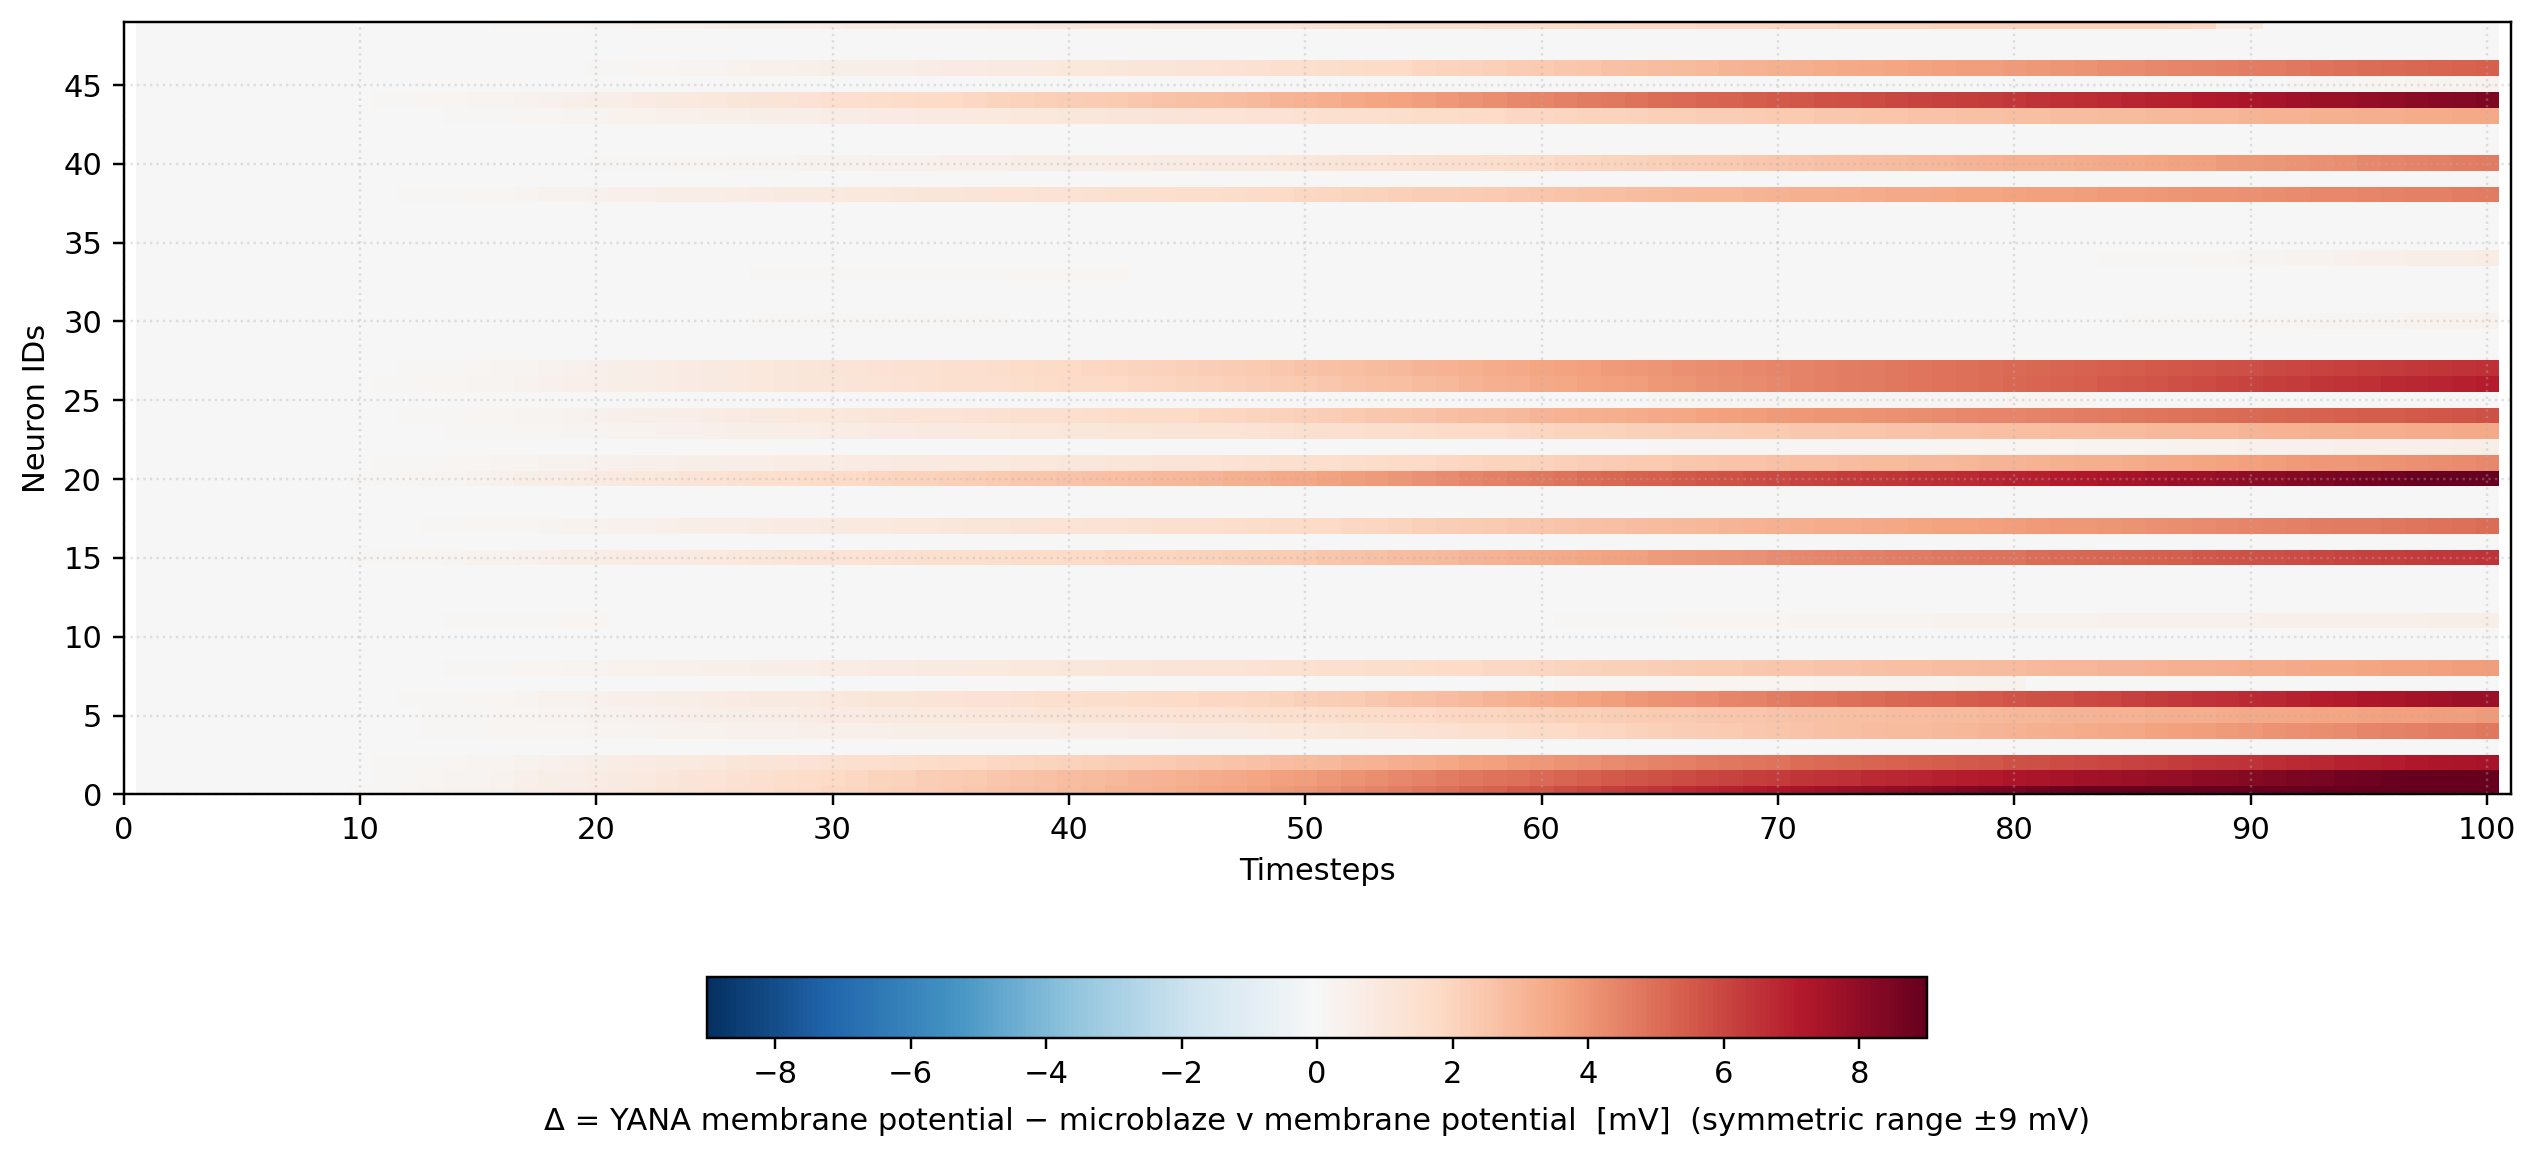 45
40
35
30
25
20
15
10
5
0
Neuron IDs
0 10 20 30 40 50 60 70 80 90 100
Timesteps
−8 −6 −4 −2 0 2 4 6 8
Δ = YANA membrane potential − microblaze v membrane potential [mV] (symmetric range ±9 mV)